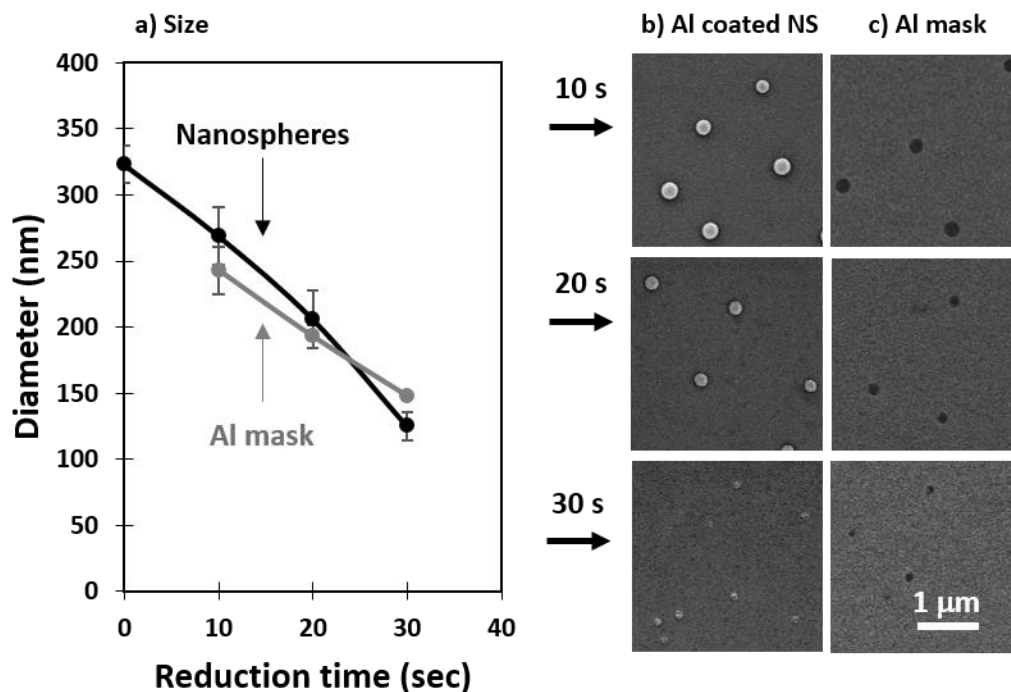 a) Size
b) Al coated NS
c) Al mask
400
350
300
250
200
150
100
50
0
Diameter (nm)
Nanospheres
Al mask
0 10 20 30 40
Reduction time (sec)
10 s
20 s
30 s
1 µm